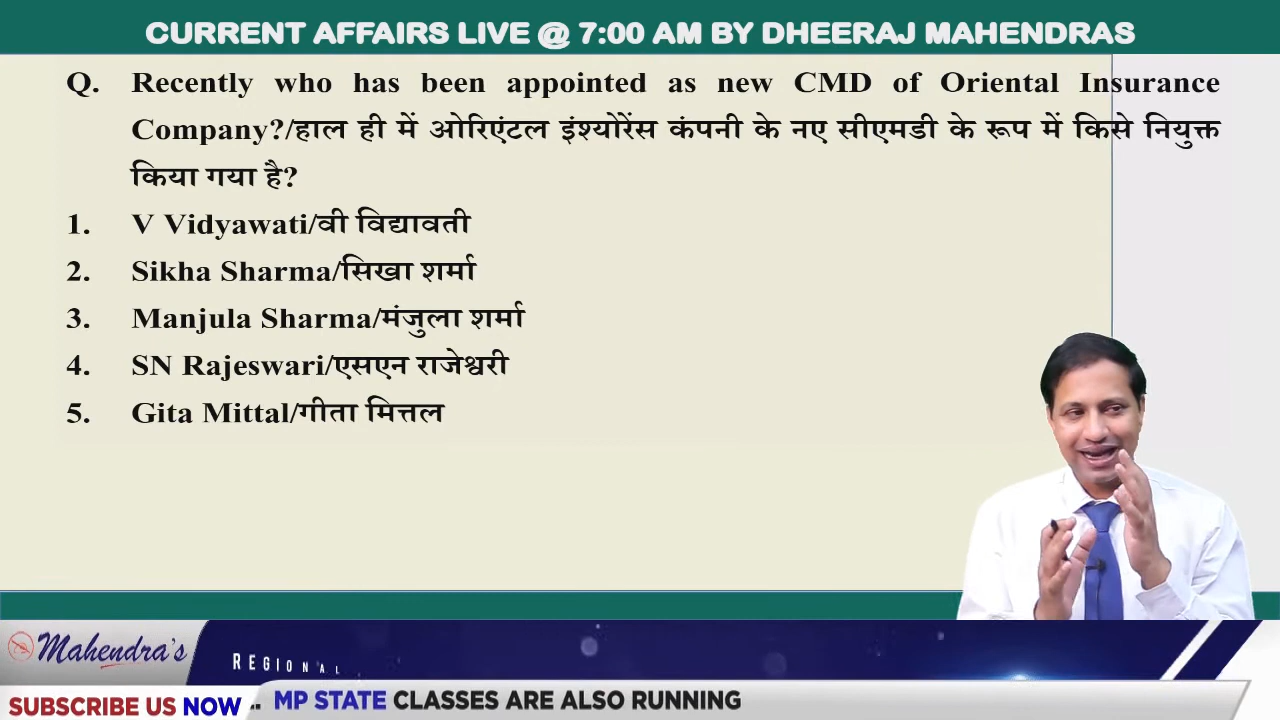 CURRENT AFFAIRS LIVE @ 7:00 AM BY DHEERAJ MAHENDRAS
Q. Recently who has been appointed as new CMD of Oriental Insurance
Company?/हाल ही में ओरिएंटल इंश्योरेंस कंपनी के नए सीएमडी के रूप में किसे नियुक्त
किया गया है?
1. V Vidyawati/वी विद्यावती
2. Sikha Sharma/सिखा शर्मा
3. Manjula Sharma/मंजुला शर्मा
4. SN Rajeswari/एसएन राजेश्वरी
5. Gita Mittal/गीता मित्तल
Mahendra's
REGIONAL
SUBSCRIBE US NOW
.. MP STATE CLASSES ARE ALSO RUNNING